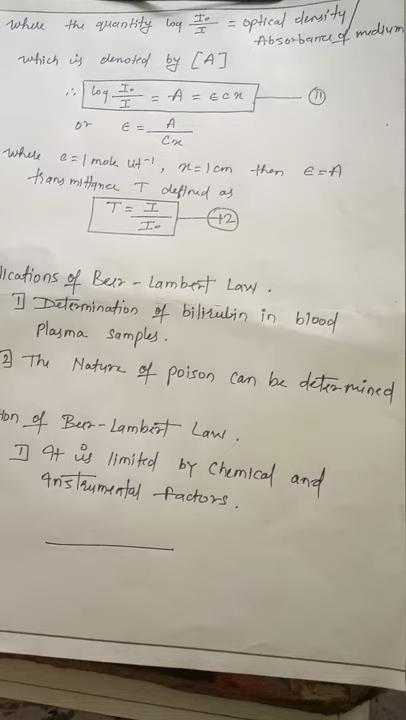 where the quantity log I₀/I = optical density/
Absorbance of medium
which is denoted by [A]
∴ log I₀/I = A = ϵcx — (11)
or ϵ = A/Cx
where c = 1 mole lit⁻¹, x = 1 cm then ϵ = A
transmittance T defined as
T = I/I₀ — (12)
lications of Beer-Lambert Law.
1] Determination of bilirubin in blood
Plasma samples.
2] The Nature of poison can be determined
tion of Beer-Lambert Law.
1] It is limited by Chemical and
Instrumental factors.